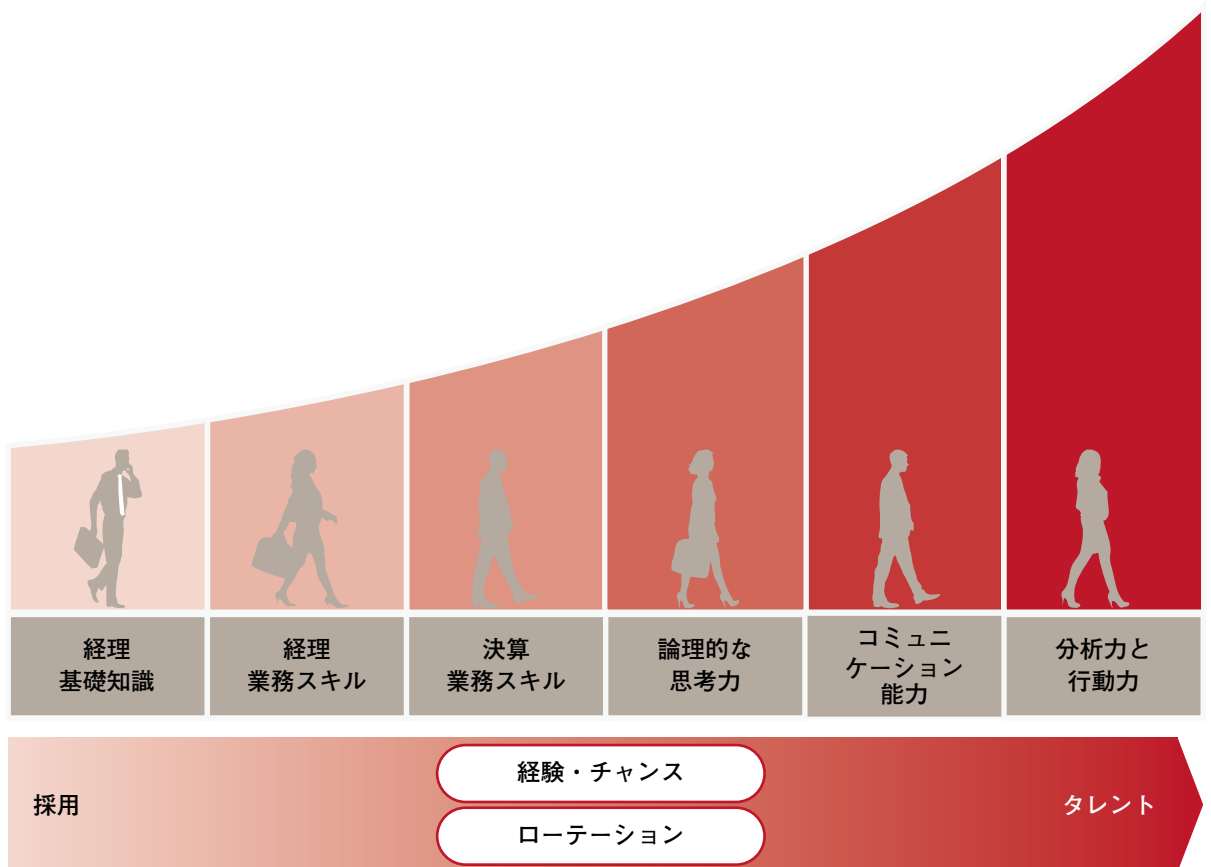 経理
基礎知識
経理
業務スキル
決算
業務スキル
論理的な
思考力
コミュニ
ケーション
能力
分析力と
行動力
採用
経験・チャンス
ローテーション
タレント